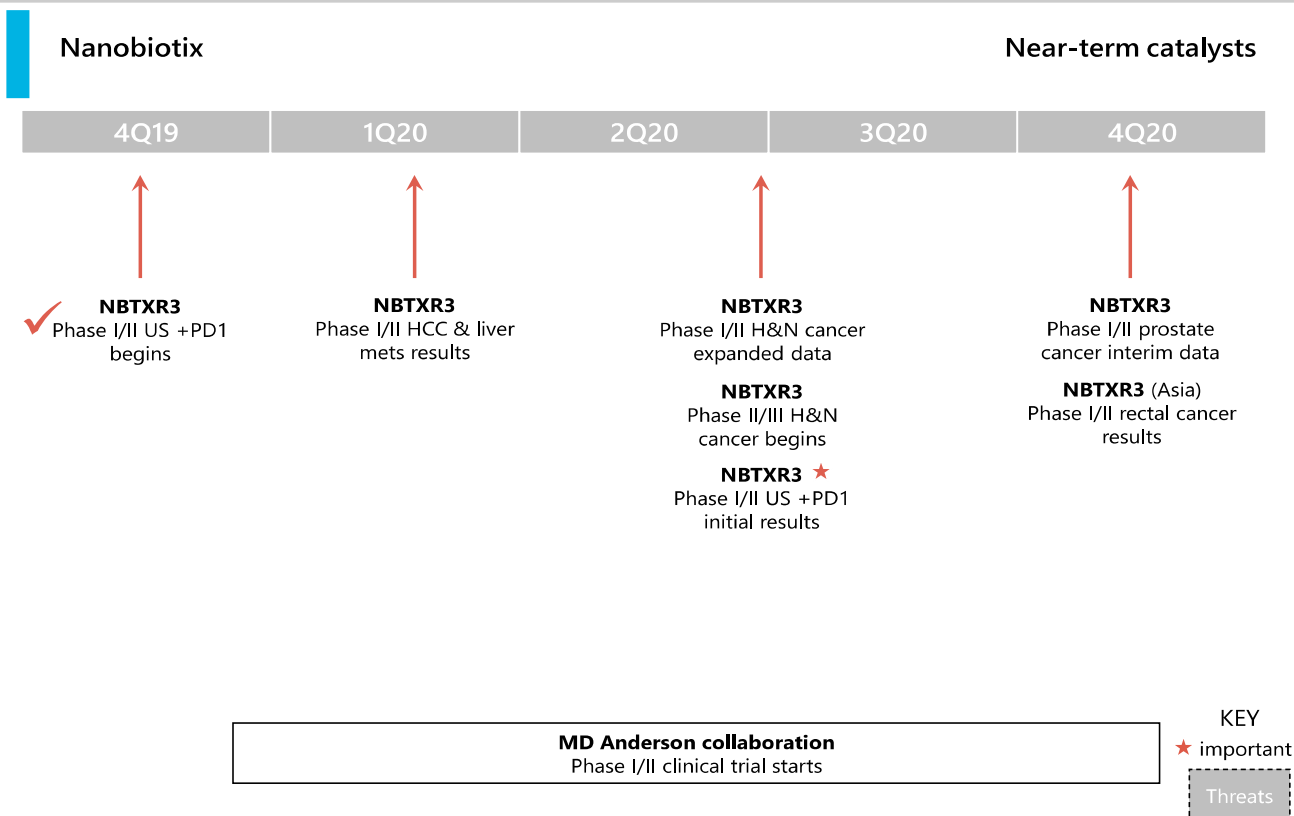 Nanobiotix
Near-term catalysts
4Q19
1Q20
2Q20
3Q20
4Q20
NBTXR3
Phase I/II US +PD1
begins
NBTXR3
Phase I/II HCC & liver
mets results
NBTXR3
Phase I/II H&N cancer
expanded data
NBTXR3
Phase II/III H&N
cancer begins
NBTXR3
Phase I/II US +PD1
initial results
NBTXR3
Phase I/II prostate
cancer interim data
NBTXR3 (Asia)
Phase I/II rectal cancer
results
MD Anderson collaboration
Phase I/II clinical trial starts
KEY
important
Threats